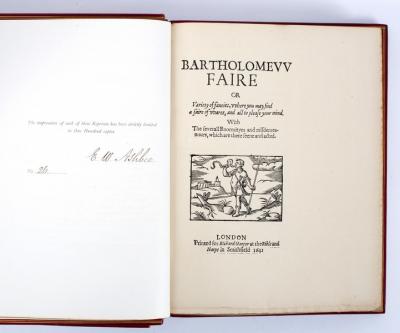 The impression of each of these Reprints has been strictly limited
to One Hundred copies.
E. W. Ashbee
No.
BARTHOLOMEVV
FAIRE
OR
Variety of fancies, where you may find
a faire of wares, and all to please your mind.
With
The severall Enormityes and misdemea-
nours, which are there seene and acted.
LONDON
Printed for Richard Harper at the Bible and
Harpe in Smithfield 1641